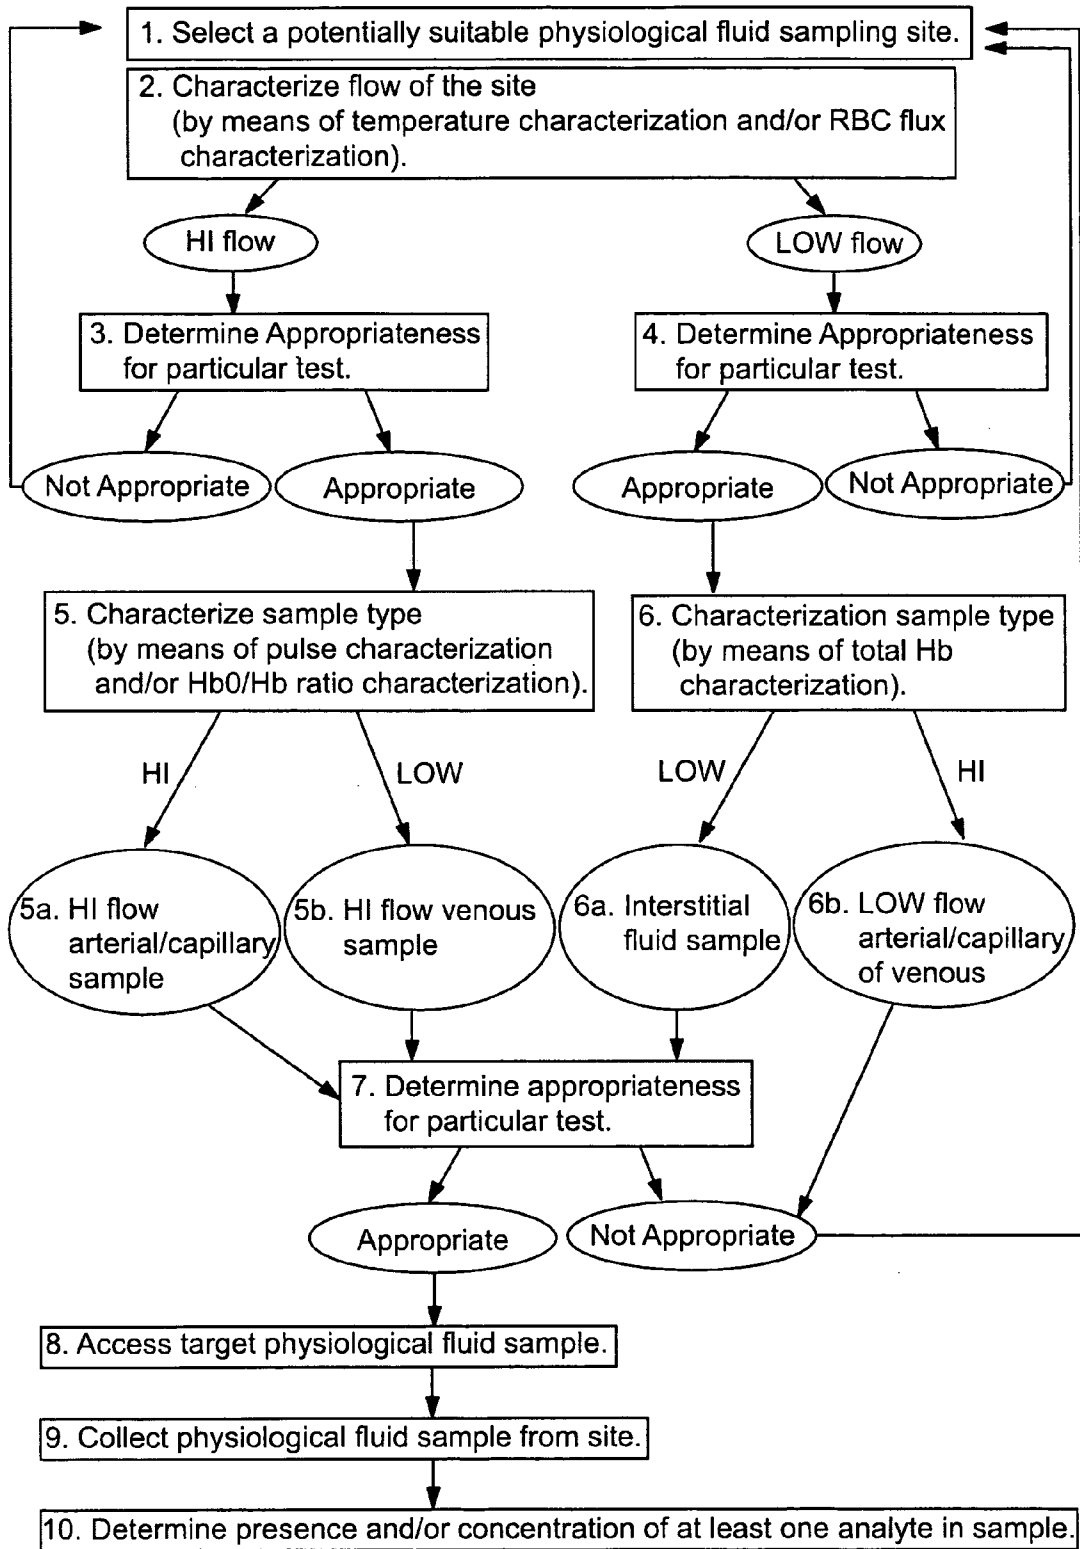 1. Select a potentially suitable physiological fluid sampling site.
2. Characterize flow of the site
(by means of temperature characterization and/or RBC flux
characterization).
HI flow
LOW flow
3. Determine Appropriateness
for particular test.
4. Determine Appropriateness
for particular test.
Not Appropriate
Appropriate
Appropriate
Not Appropriate
5. Characterize sample type
(by means of pulse characterization
and/or Hb0/Hb ratio characterization).
6. Characterization sample type
(by means of total Hb
characterization).
HI
LOW
LOW
HI
5a. HI flow
arterial/capillary
sample
5b. HI flow venous
sample
6a. Interstitial
fluid sample
6b. LOW flow
arterial/capillary
of venous
7. Determine appropriateness
for particular test.
Appropriate
Not Appropriate
8. Access target physiological fluid sample.
9. Collect physiological fluid sample from site.
10. Determine presence and/or concentration of at least one analyte in sample.